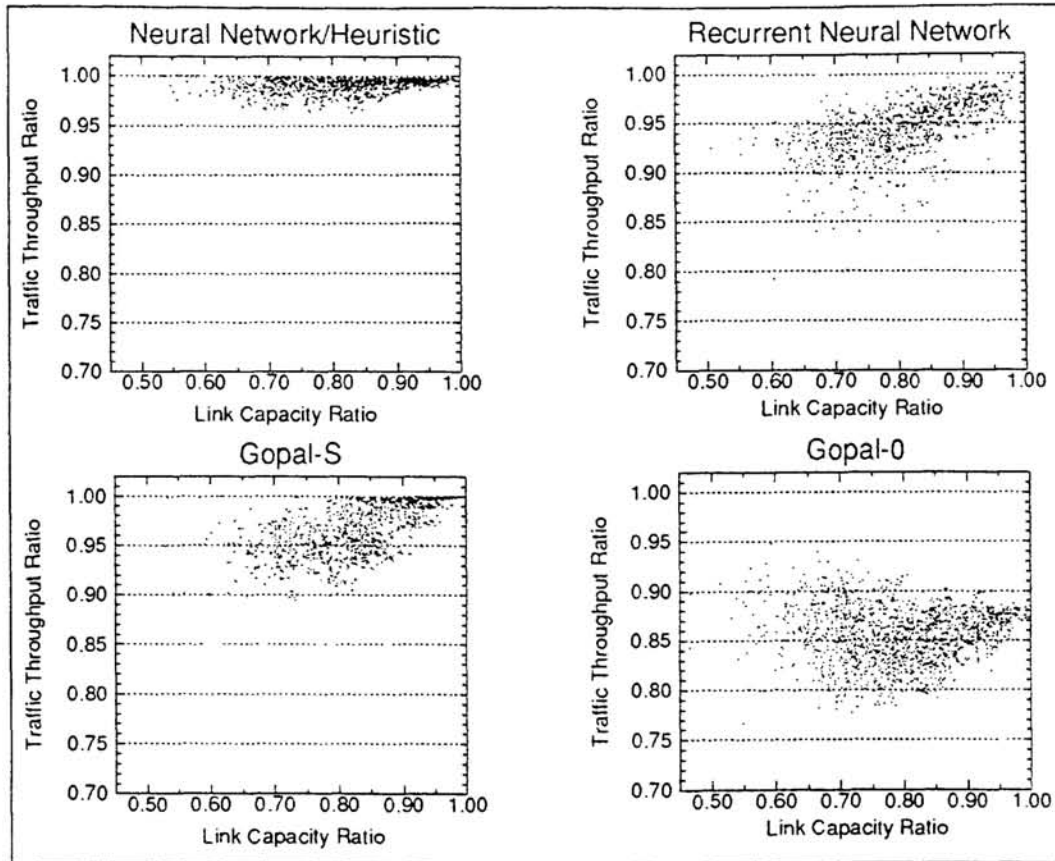 Neural Network/Heuristic
Traffic Throughput Ratio
1.00
0.95
0.90
0.85
0.80
0.75
0.70
0.50 0.60 0.70 0.80 0.90 1.00
Link Capacity Ratio
Recurrent Neural Network
Traffic Throughput Ratio
1.00
0.95
0.90
0.85
0.80
0.75
0.70
0.50 0.60 0.70 0.80 0.90 1.00
Link Capacity Ratio
Gopal-S
Traffic Throughput Ratio
1.00
0.95
0.90
0.85
0.80
0.75
0.70
0.50 0.60 0.70 0.80 0.90 1.00
Link Capacity Ratio
Gopal-0
Traffic Throughput Ratio
1.00
0.95
0.90
0.85
0.80
0.75
0.70
0.50 0.60 0.70 0.80 0.90 1.00
Link Capacity Ratio